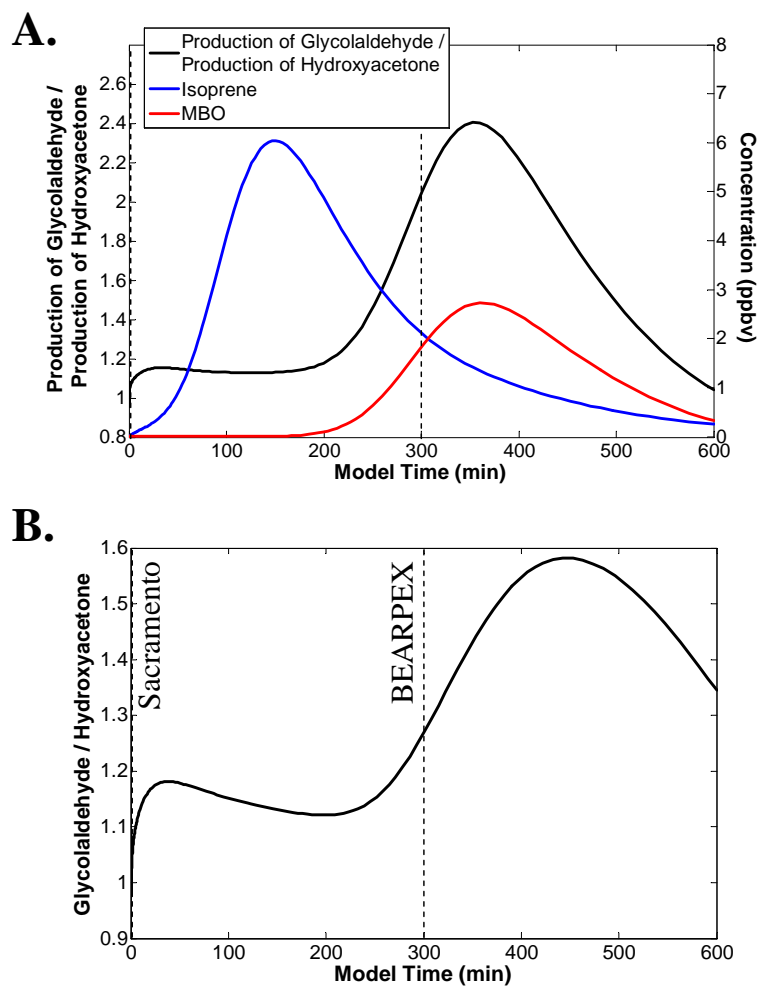 A.
Production of Glycolaldehyde /
Production of Hydroxyacetone
Isoprene
MBO
Production of Glycolaldehyde /
Production of Hydroxyacetone
2.6
2.4
2.2
2
1.8
1.6
1.4
1.2
1
0.8
8
7
6
5
4
3
2
1
0
Concentration (ppbv)
0 100 200 300 400 500 600
Model Time (min)
B.
Glycolaldehyde / Hydroxyacetone
1.6
1.5
1.4
1.3
1.2
1.1
1
0.9
Sacramento
BEARPEX
0 100 200 300 400 500 600
Model Time (min)